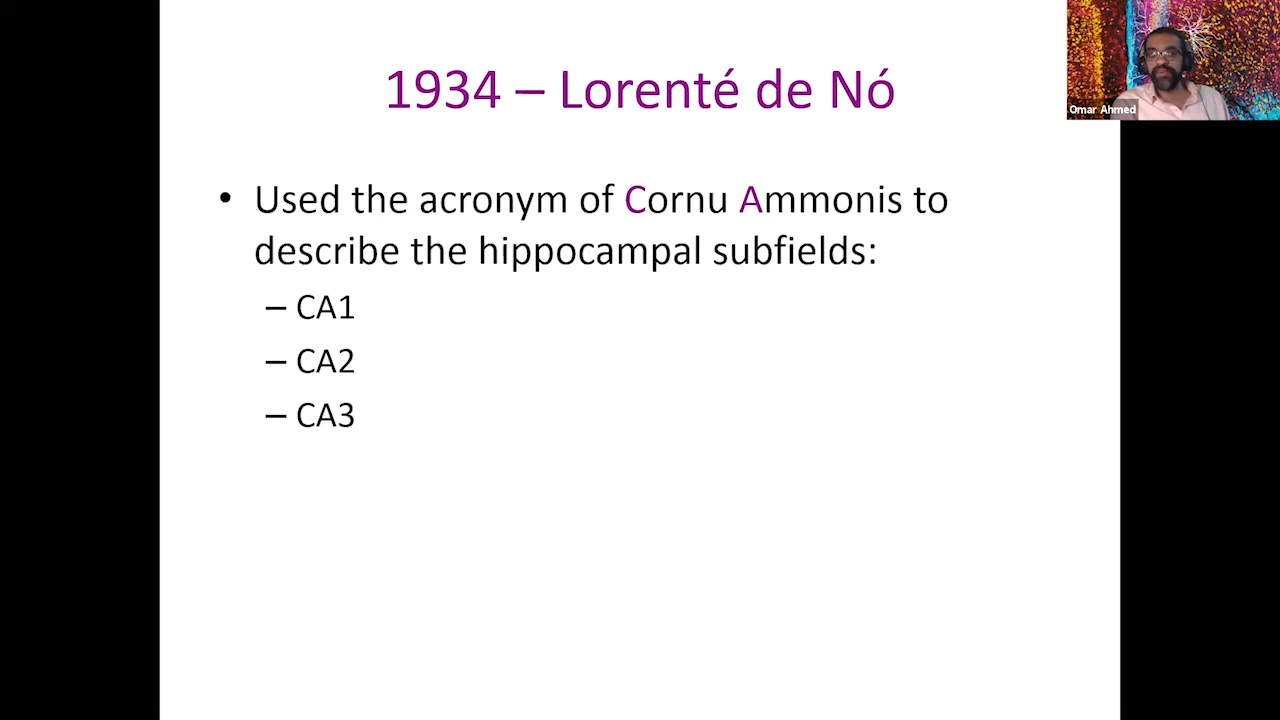 1934 – Lorenté de Nó
Omar Ahmed
• Used the acronym of Cornu Ammonis to
describe the hippocampal subfields:
– CA1
– CA2
– CA3